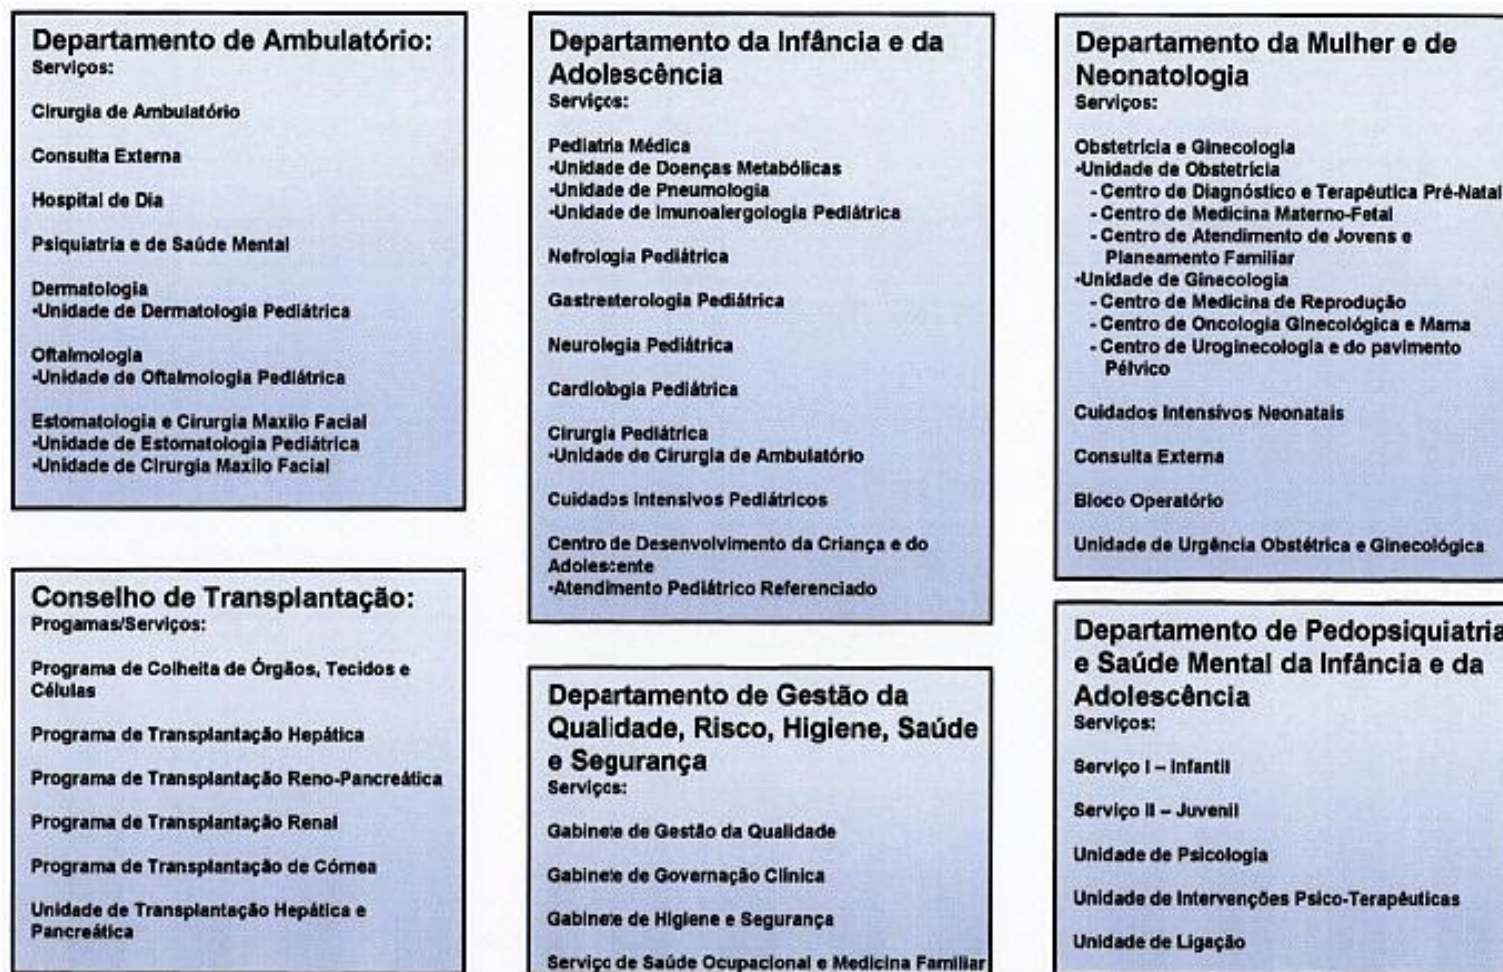 Departamento de Ambulatório:
Serviços:
Cirurgia de Ambulatório
Consulta Externa
Hospital de Dia
Psiquiatria e de Saúde Mental
Dermatologia
•Unidade de Dermatologia Pediátrica
Oftalmologia
•Unidade de Oftalmologia Pediátrica
Estomatologia e Cirurgia Maxilo Facial
•Unidade de Estomatologia Pediátrica
•Unidade de Cirurgia Maxilo Facial
Conselho de Transplantação:
Progamas/Serviços:
Programa de Colheita de Órgãos, Tecidos e
Células
Programa de Transplantação Hepática
Programa de Transplantação Reno-Pancreática
Programa de Transplantação Renal
Programa de Transplantação de Córnea
Unidade de Transplantação Hepática e
Pancreática
Departamento da Infância e da
Adolescência
Serviços:
Pediatria Médica
•Unidade de Doenças Metabólicas
•Unidade de Pneumologia
•Unidade de Imunoalergologia Pediátrica
Nefrologia Pediátrica
Gastrenterologia Pediátrica
Neurologia Pediátrica
Cardiologia Pediátrica
Cirurgia Pediátrica
•Unidade de Cirurgia de Ambulatório
Cuidados Intensivos Pediátricos
Centro de Desenvolvimento da Criança e do
Adolescente
•Atendimento Pediátrico Referenciado
Departamento de Gestão da
Qualidade, Risco, Higiene, Saúde
e Segurança
Serviços:
Gabinete de Gestão da Qualidade
Gabinete de Governação Clínica
Gabinete de Higiene e Segurança
Serviço de Saúde Ocupacional e Medicina Familiar
Departamento da Mulher e de
Neonatologia
Serviços:
Obstetrícia e Ginecologia
•Unidade de Obstetrícia
- Centro de Diagnóstico e Terapêutica Pré-Natal
- Centro de Medicina Materno-Fetal
- Centro de Atendimento de Jovens e
Planeamento Familiar
•Unidade de Ginecologia
- Centro de Medicina de Reprodução
- Centro de Oncologia Ginecológica e Mama
- Centro de Uroginecologia e do pavimento
Pélvico
Cuidados Intensivos Neonatais
Consulta Externa
Bloco Operatório
Unidade de Urgência Obstétrica e Ginecológica
Departamento de Pedopsiquiatria
e Saúde Mental da Infância e da
Adolescência
Serviços:
Serviço I – Infantil
Serviço II – Juvenil
Unidade de Psicologia
Unidade de Intervenções Psico-Terapêuticas
Unidade de Ligação